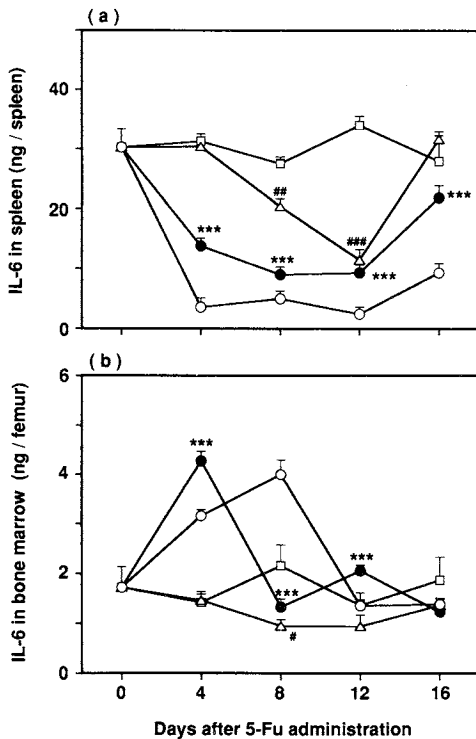 ( a )
IL-6 in spleen (ng / spleen)
40
20
0
##
###
***
***
***
***
( b )
IL-6 in bone marrow (ng / femur)
6
4
2
0
***
***
***
#
0 4 8 12 16
Days after 5-Fu administration